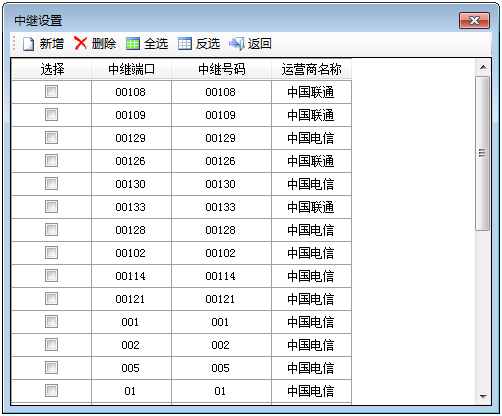 中继设置
新增 删除 全选 反选 返回
选择 中继端口 中继号码 运营商名称
00108 00108 中国联通
00109 00109 中国联通
00129 00129 中国电信
00126 00126 中国联通
00130 00130 中国电信
00133 00133 中国联通
00128 00128 中国电信
00102 00102 中国电信
00114 00114 中国电信
00121 00121 中国电信
001 001 中国电信
002 002 中国电信
005 005 中国电信
01 01 中国电信